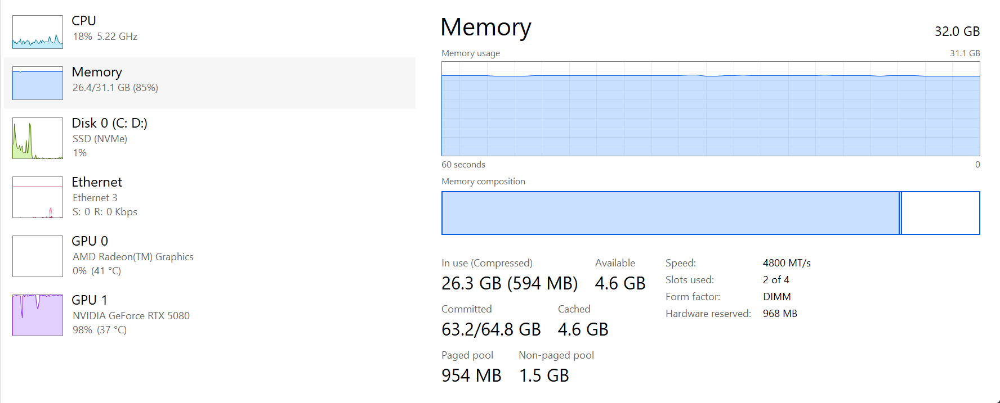 CPU
18% 5.22 GHz
Memory
26.4/31.1 GB (85%)
Disk 0 (C: D:)
SSD (NVMe)
1%
Ethernet
Ethernet 3
S: 0 R: 0 Kbps
GPU 0
AMD Radeon(TM) Graphics
0% (41 °C)
GPU 1
NVIDIA GeForce RTX 5080
98% (37 °C)
Memory
32.0 GB
Memory usage
31.1 GB
60 seconds
0
Memory composition
In use (Compressed)
26.3 GB (594 MB)
Available
4.6 GB
Committed
63.2/64.8 GB
Cached
4.6 GB
Paged pool
954 MB
Non-paged pool
1.5 GB
Speed: 4800 MT/s
Slots used: 2 of 4
Form factor: DIMM
Hardware reserved: 968 MB